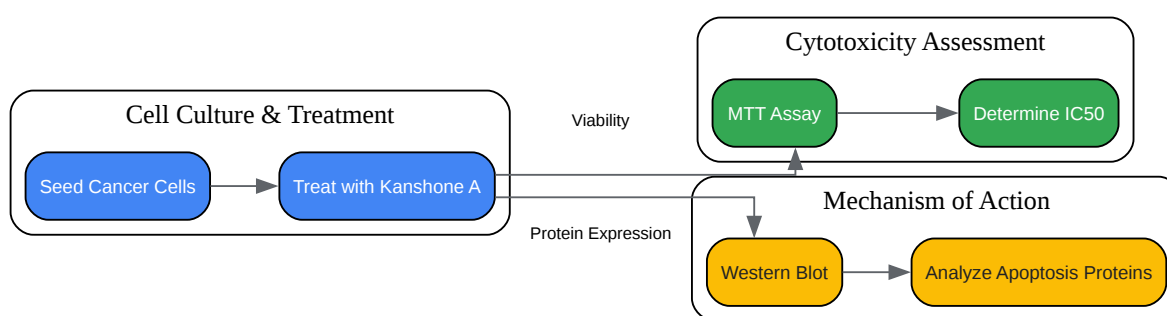 Cell Culture & Treatment
Seed Cancer Cells
Treat with Kanshone A
Viability
Protein Expression
Cytotoxicity Assessment
MTT Assay
Determine IC50
Mechanism of Action
Western Blot
Analyze Apoptosis Proteins